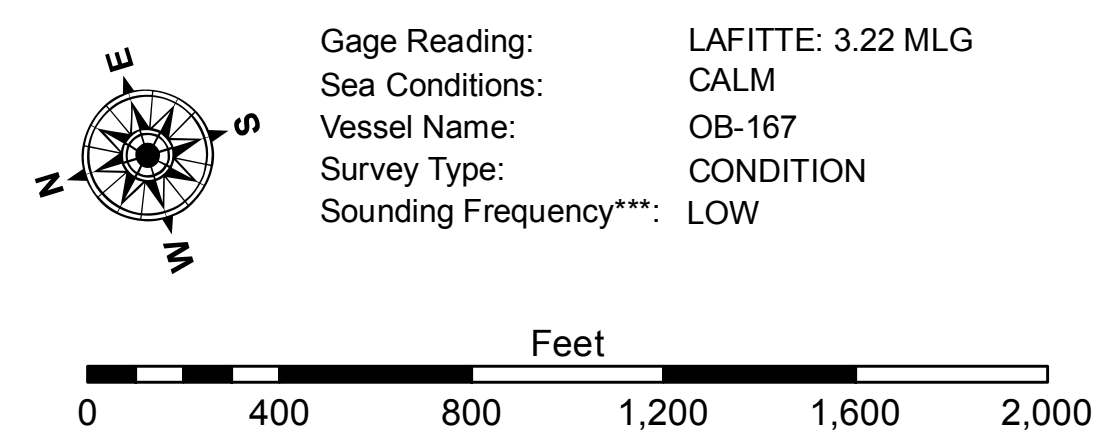 E
S
N
W
Gage Reading: LAFITTE: 3.22 MLG
Sea Conditions: CALM
Vessel Name: OB-167
Survey Type: CONDITION
Sounding Frequency***: LOW
Feet
0 400 800 1,200 1,600 2,000